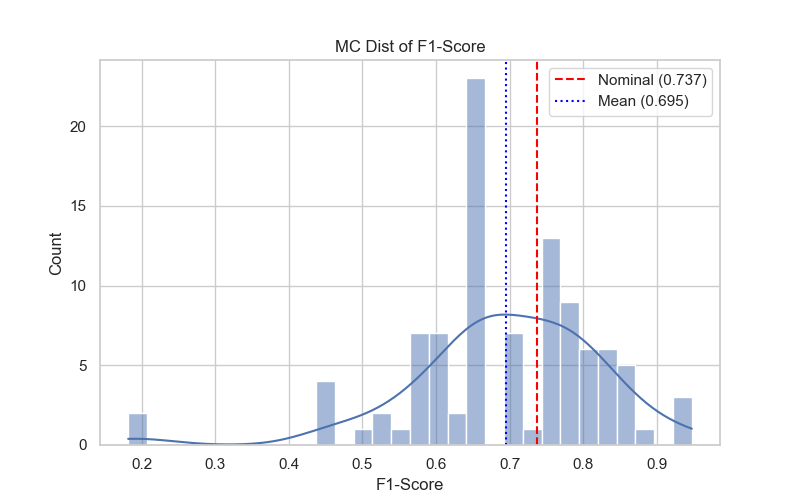 MC Dist of F1-Score
Nominal (0.737)
Mean (0.695)
20
15
10
5
0
Count
0.2 0.3 0.4 0.5 0.6 0.7 0.8 0.9
F1-Score